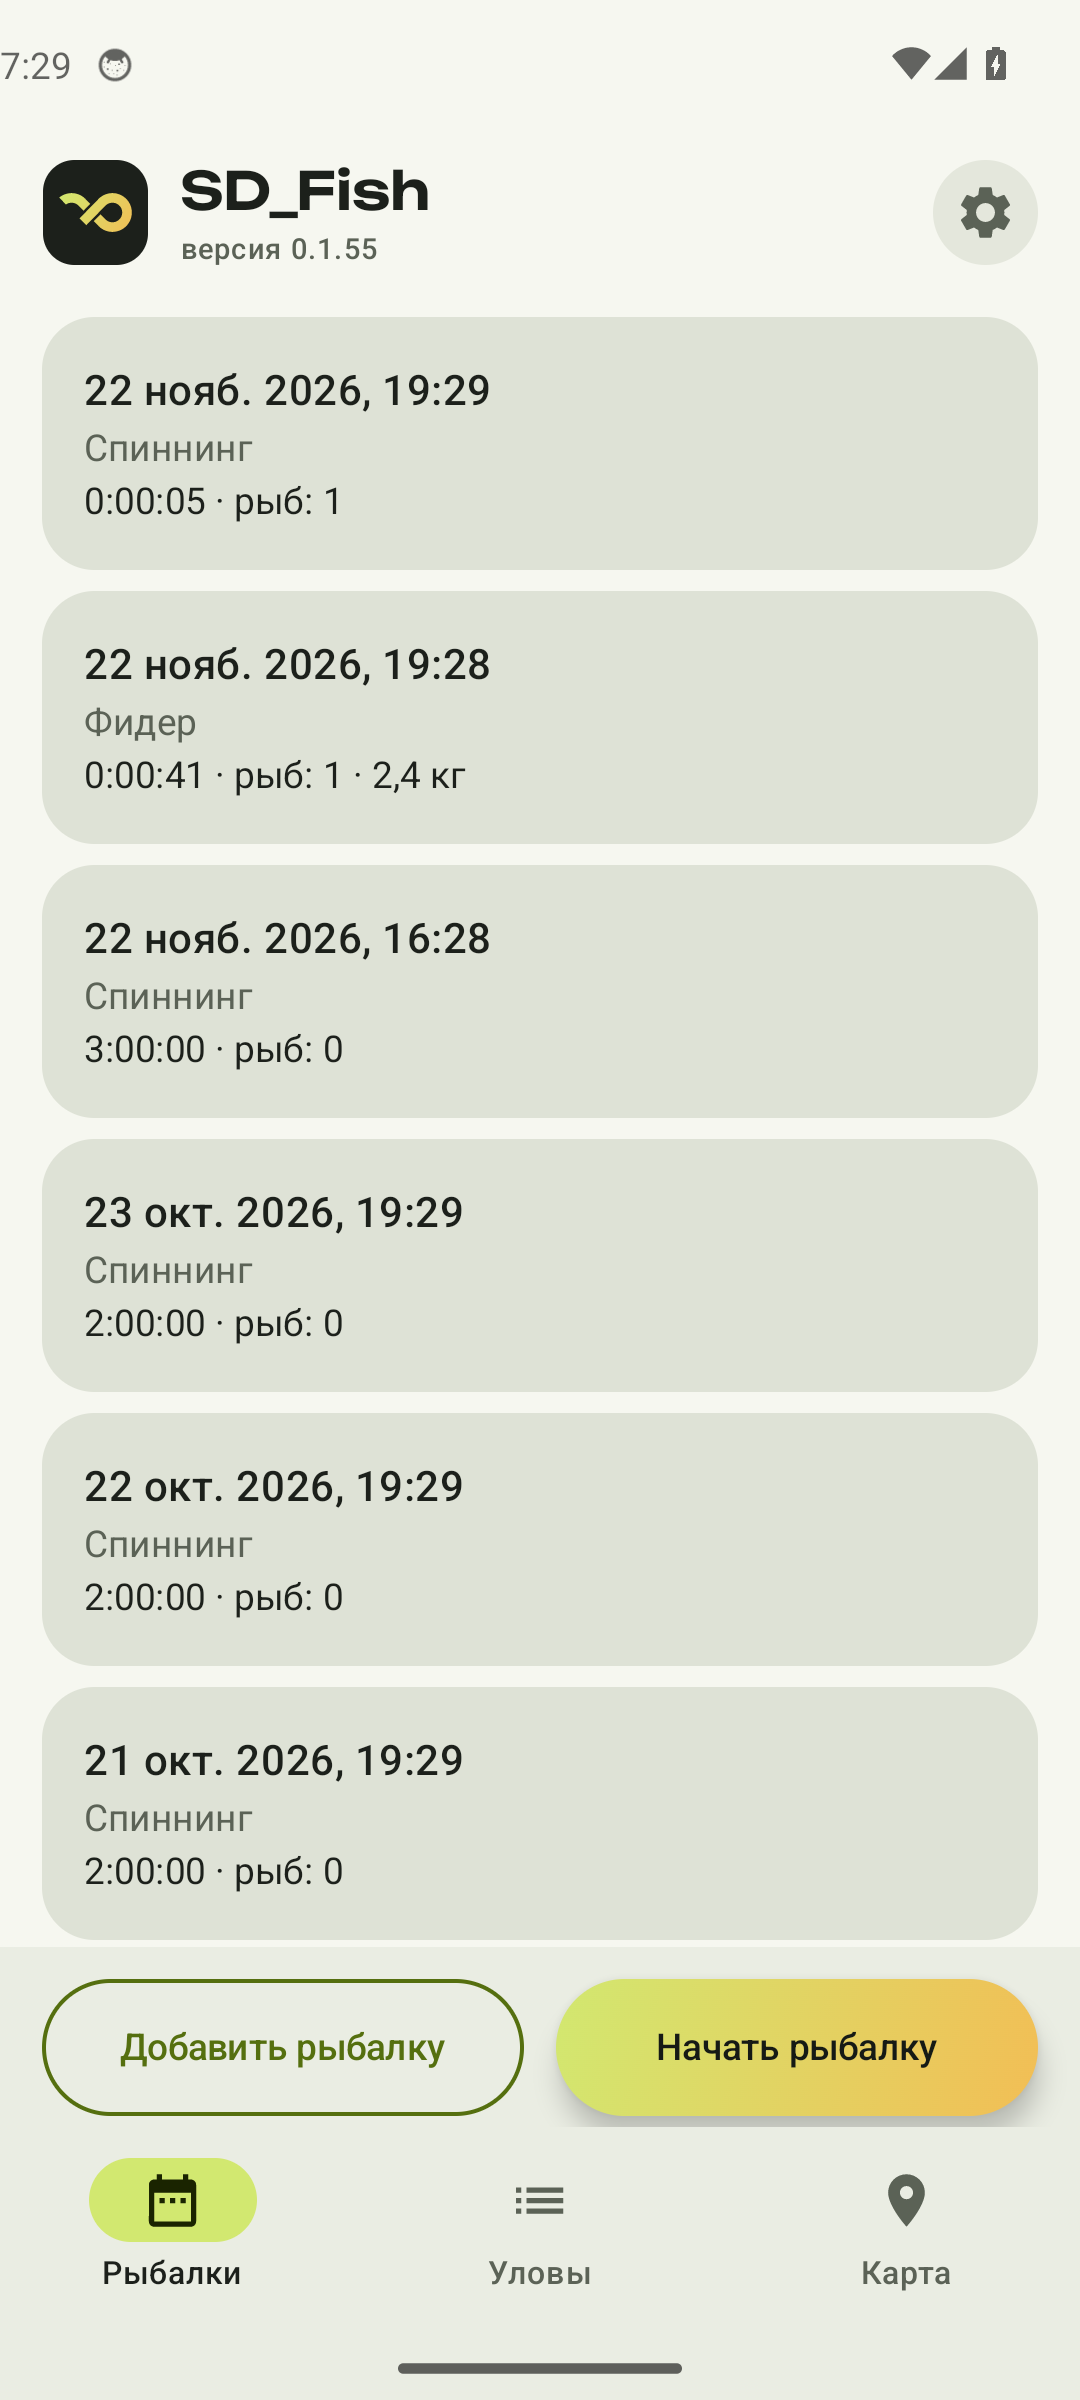 7:29
SD_Fish
версия 0.1.55
22 нояб. 2026, 19:29
Спиннинг
0:00:05 · рыб: 1
22 нояб. 2026, 19:28
Фидер
0:00:41 · рыб: 1 · 2,4 кг
22 нояб. 2026, 16:28
Спиннинг
3:00:00 · рыб: 0
23 окт. 2026, 19:29
Спиннинг
2:00:00 · рыб: 0
22 окт. 2026, 19:29
Спиннинг
2:00:00 · рыб: 0
21 окт. 2026, 19:29
Спиннинг
2:00:00 · рыб: 0
Добавить рыбалку
Начать рыбалку
Рыбалки
Уловы
Карта